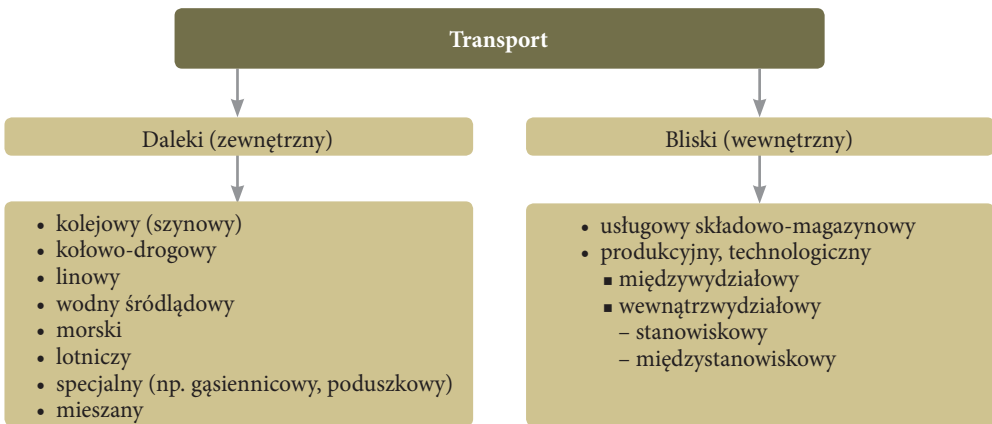 Transport
Daleki (zewnętrzny)
• kolejowy (szynowy)
• kołowo-drogowy
• linowy
• wodny śródlądowy
• morski
• lotniczy
• specjalny (np. gąsiennicowy, poduszkowy)
• mieszany
Bliski (wewnętrzny)
• usługowy składowo-magazynowy
• produkcyjny, technologiczny
▪ międzywydziałowy
▪ wewnątrzwydziałowy
– stanowiskowy
– międzystanowiskowy